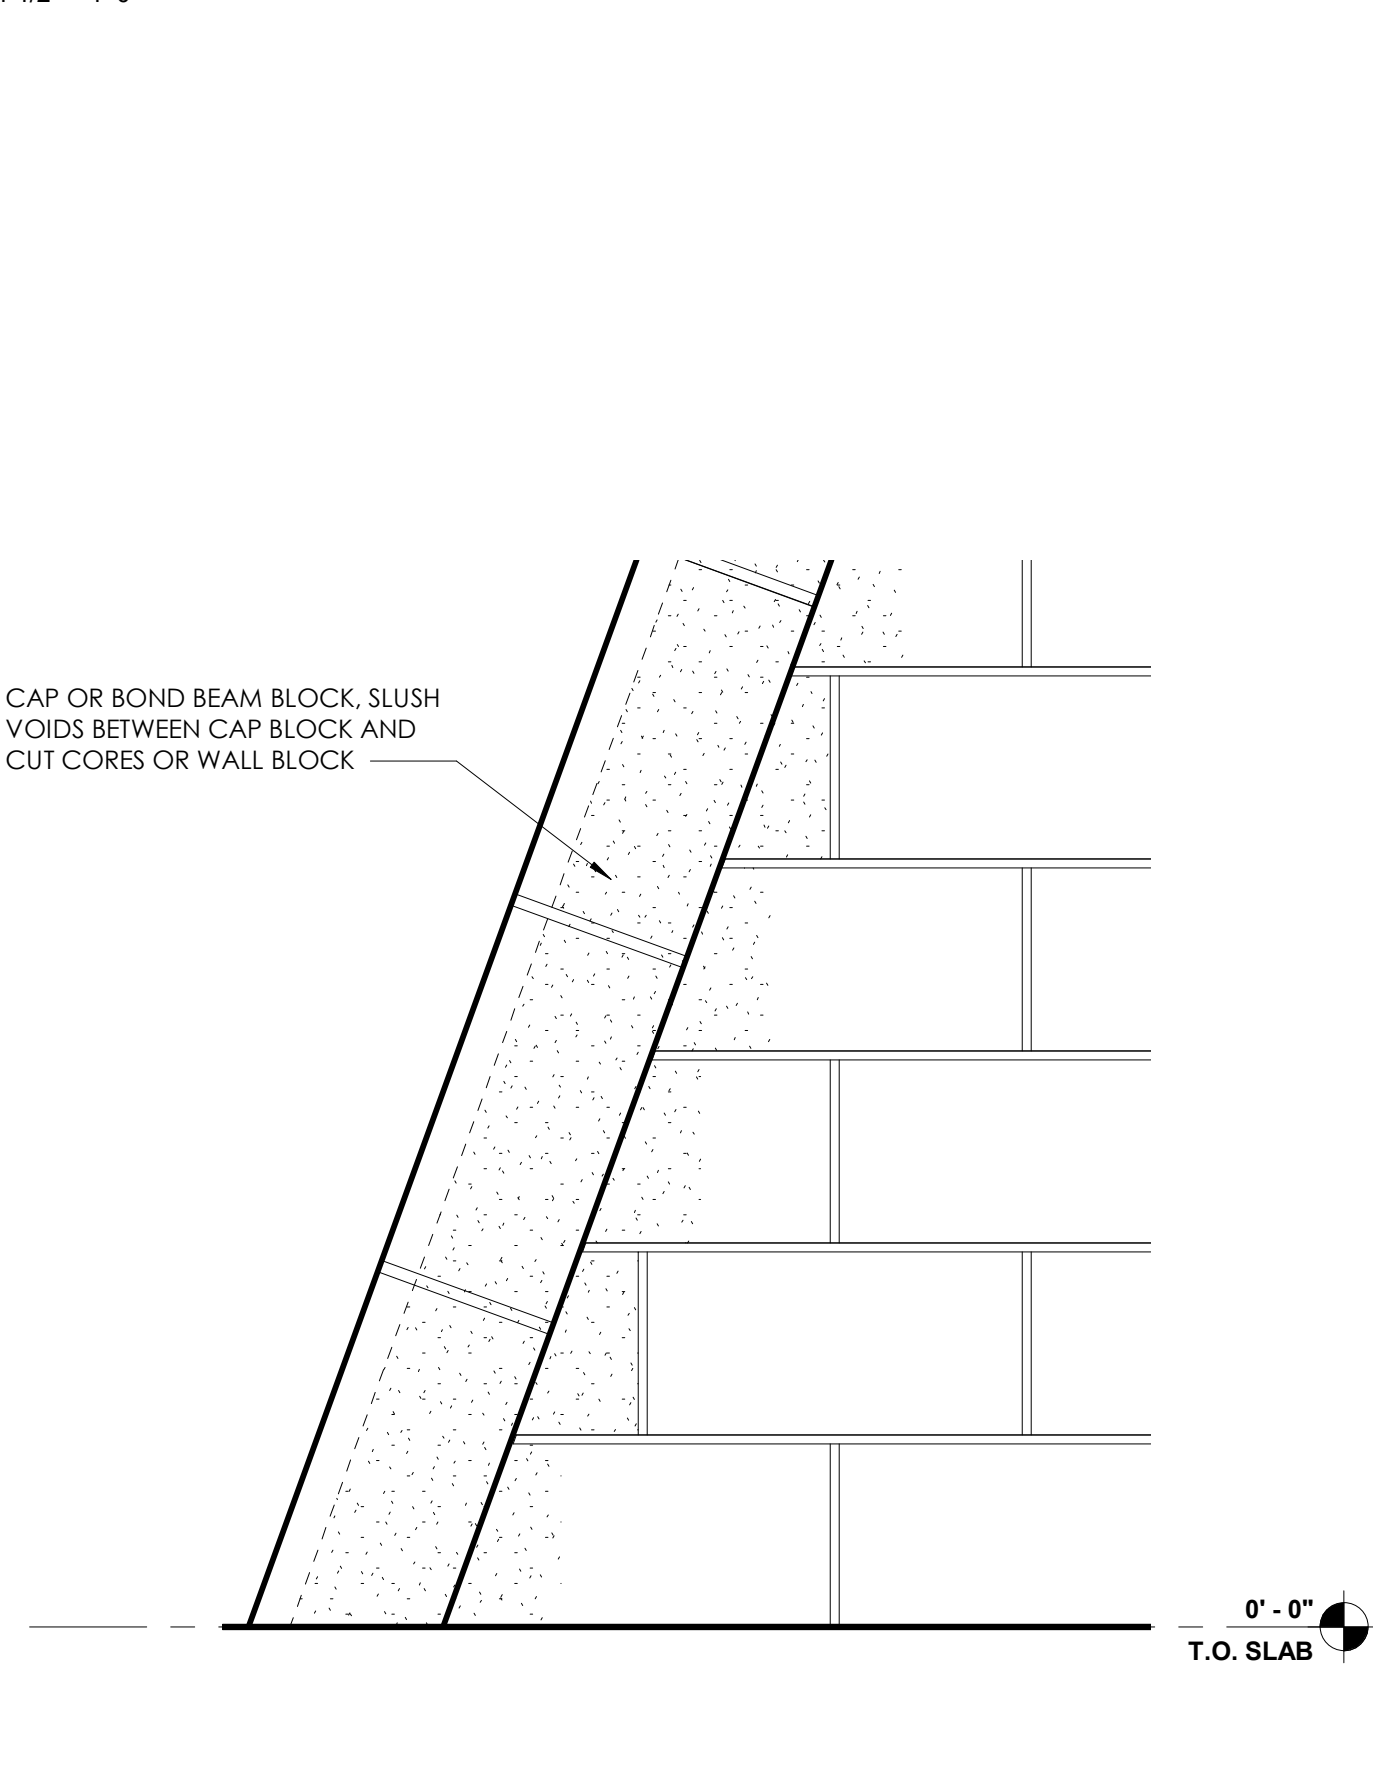 CAP OR BOND BEAM BLOCK, SLUSH
VOIDS BETWEEN CAP BLOCK AND
CUT CORES OR WALL BLOCK
0' - 0"
T.O. SLAB